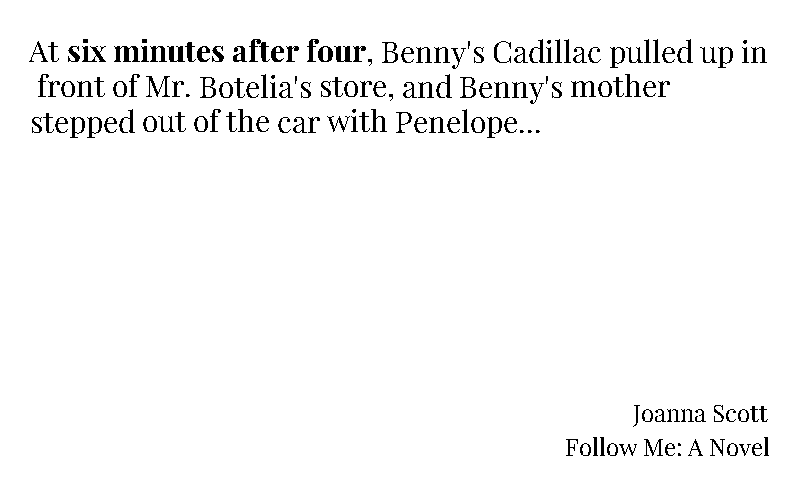 At six minutes after four, Benny's Cadillac pulled up in
front of Mr. Botelia's store, and Benny's mother
stepped out of the car with Penelope...
Joanna Scott
Follow Me: A Novel